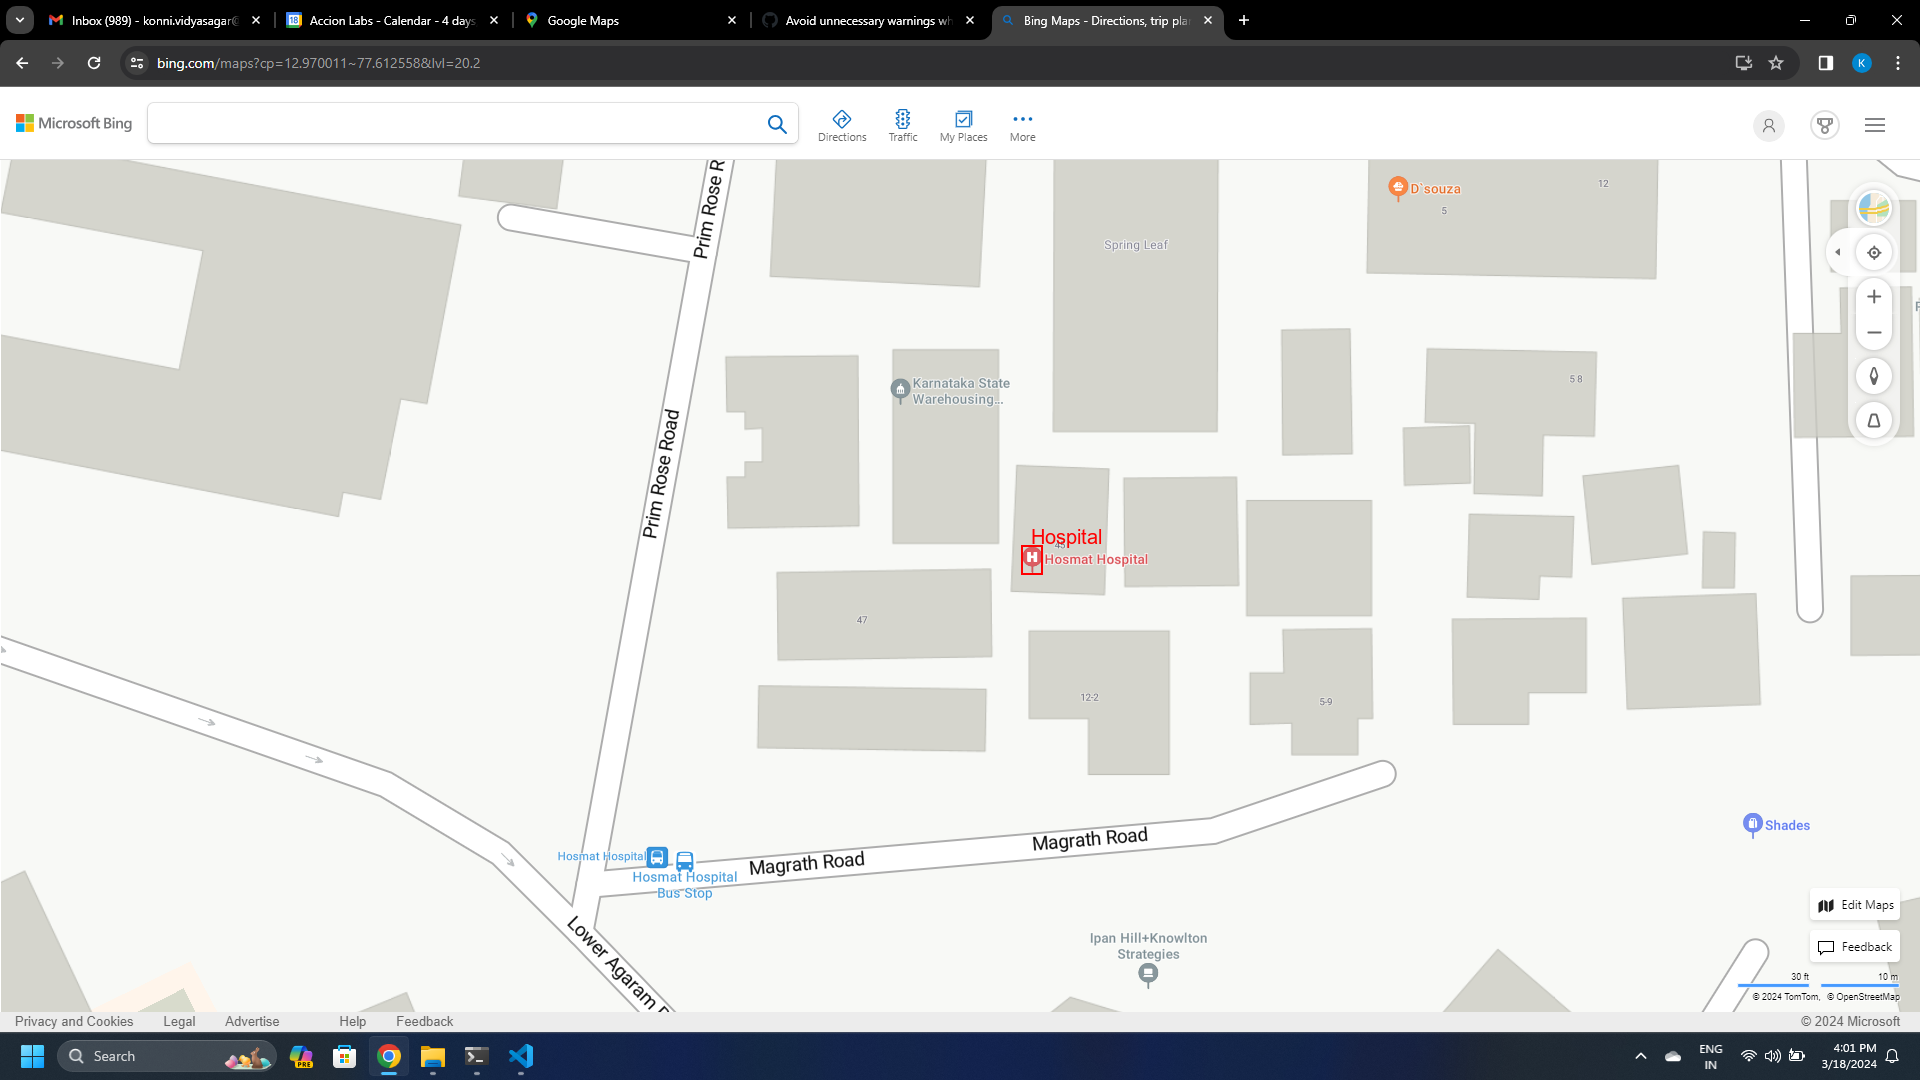 Inbox (989) - konni.vidyasagar@
Accion Labs - Calendar - 4 days
Google Maps
Avoid unnecessary warnings wh
Bing Maps - Directions, trip plan
bing.com/maps?cp=12.970011~77.612558&lvl=20.2
K
Microsoft Bing
Directions
Traffic
My Places
More
Prim Rose R
D`souza
12
5
Spring Leaf
Karnataka State
Warehousing...
5 8
Prim Rose Road
Hospital
H
Hosmat Hospital
47
12-2
5-9
Shades
Magrath Road
Magrath Road
Hosmat Hospital
Hosmat Hospital
Bus Stop
Edit Maps
Lower Agaram
Ipan Hill+Knowlton
Strategies
Feedback
30 ft
10 m
© 2024 TomTom, © OpenStreetMap
Privacy and Cookies
Legal
Advertise
Help
Feedback
© 2024 Microsoft
Search
PRE
ENG
IN
4:01 PM
3/18/2024